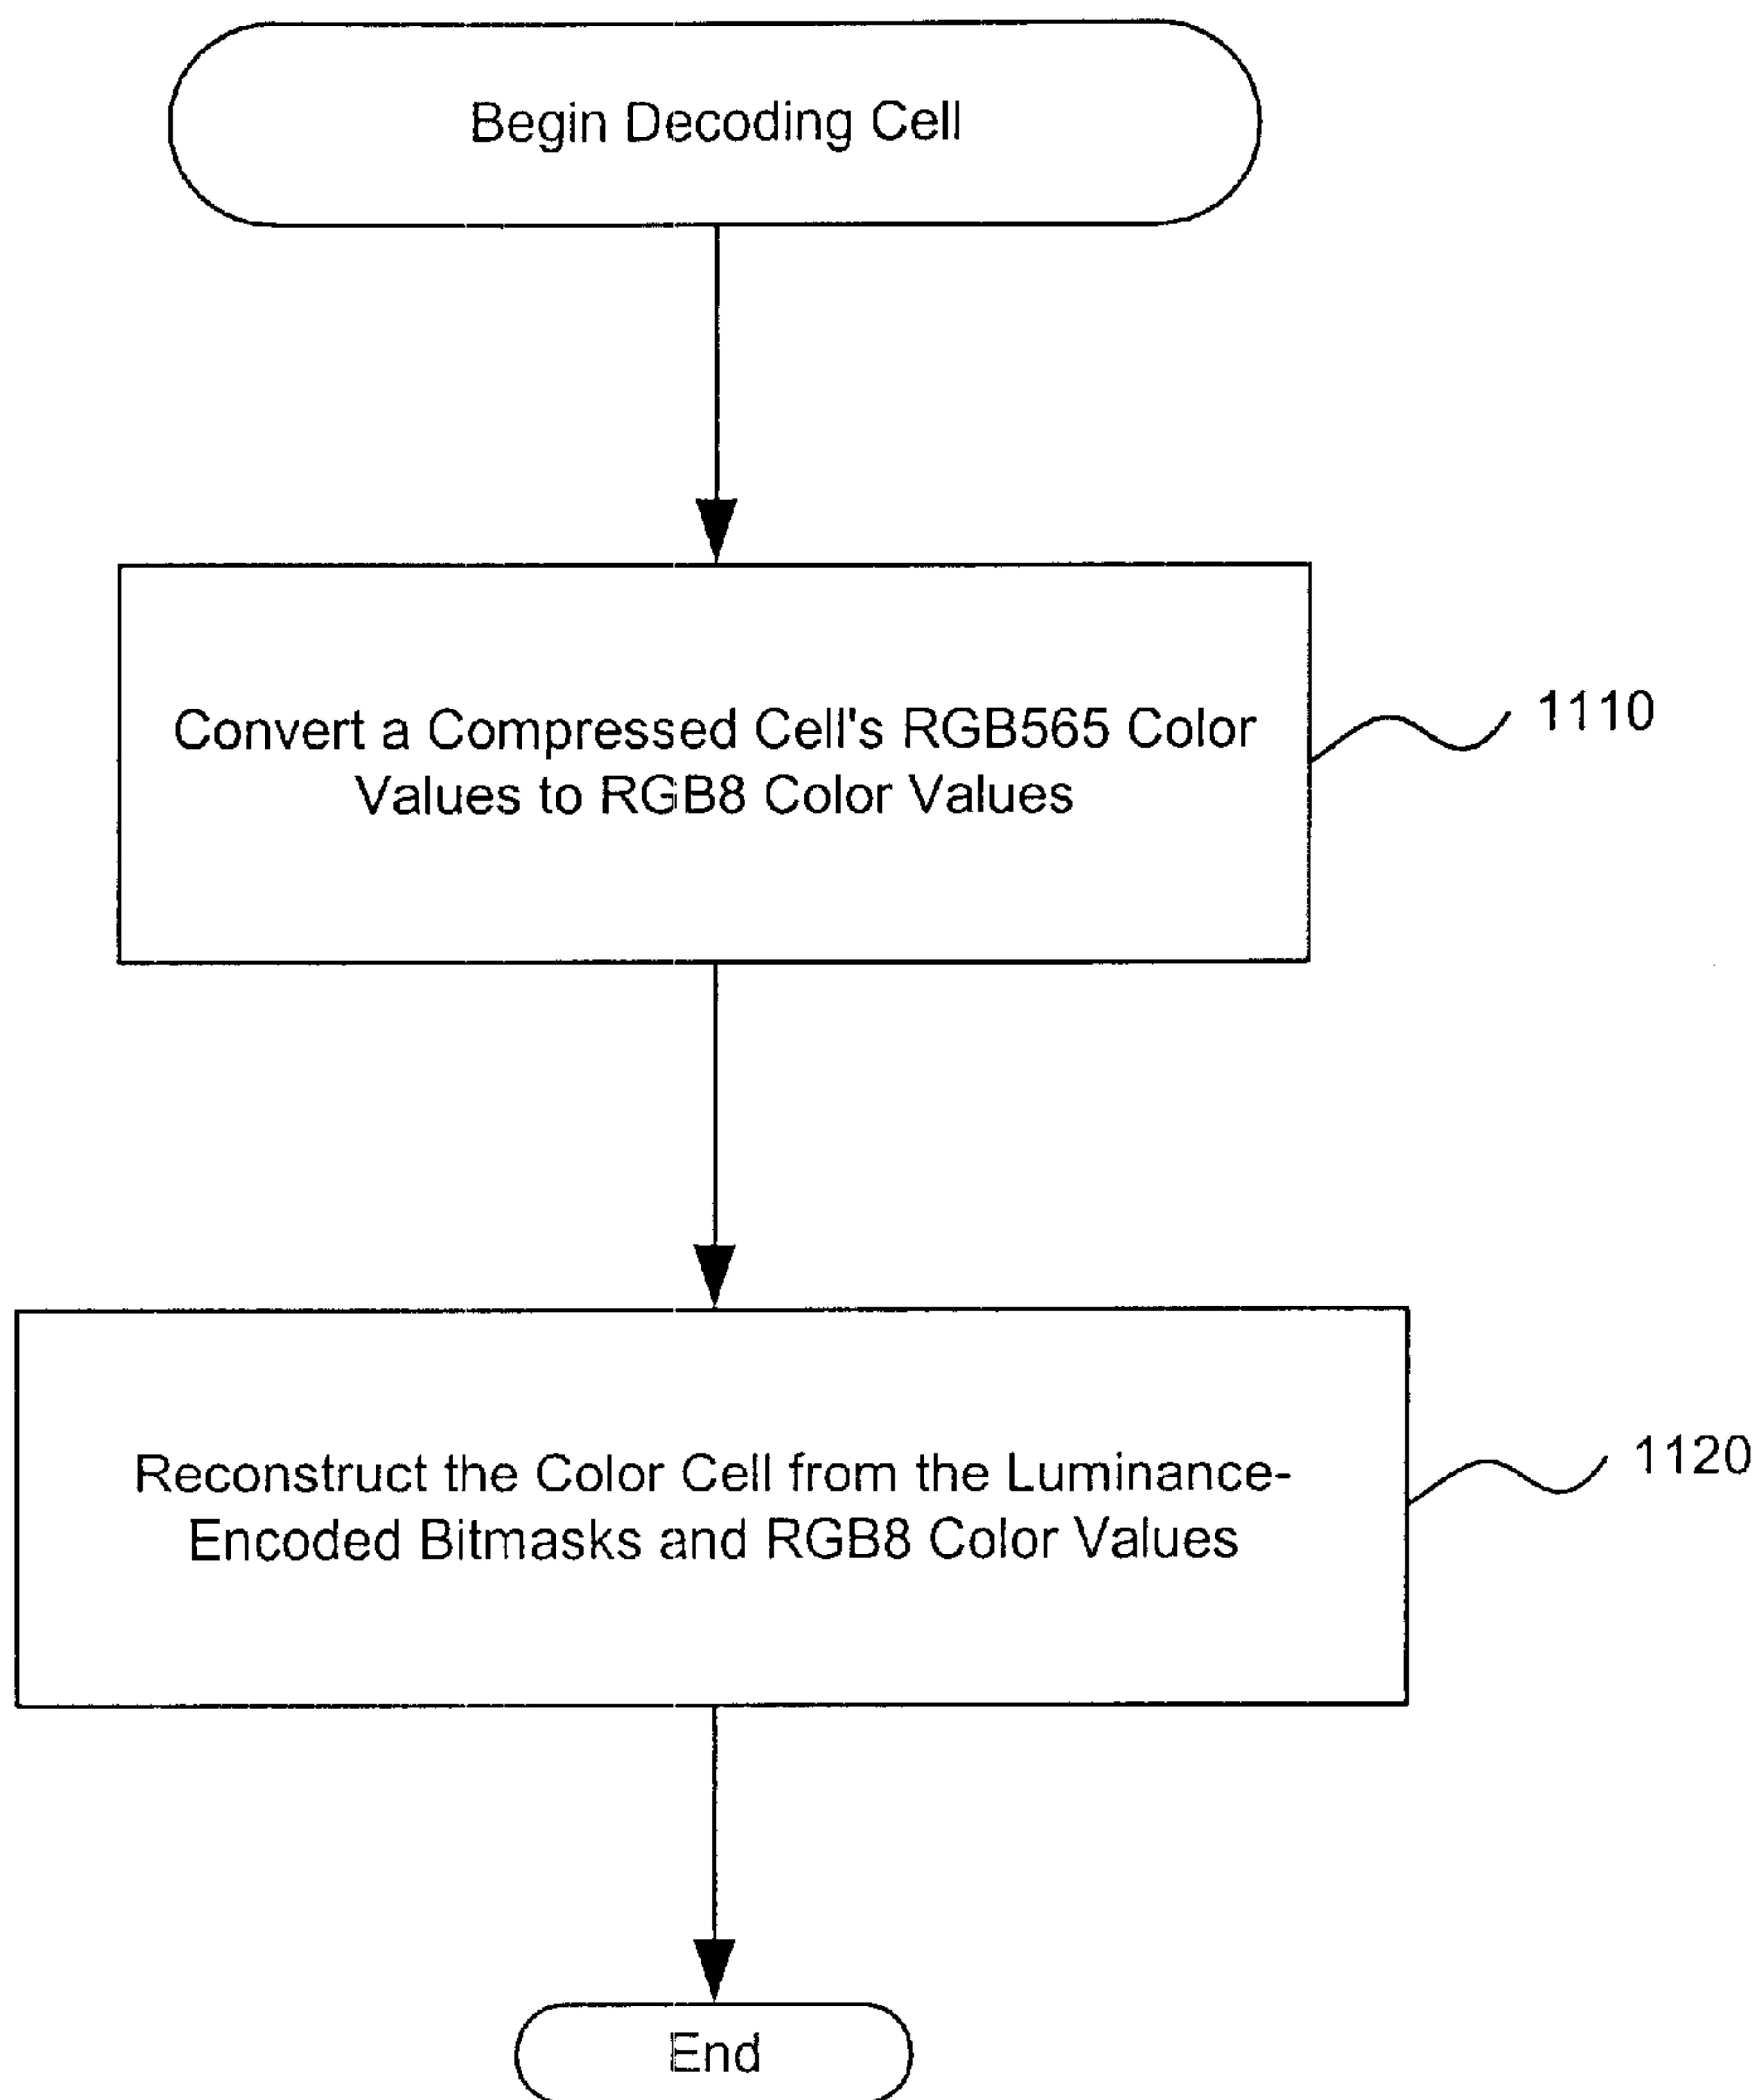 Begin Decoding Cell
Convert a Compressed Cell's RGB565 Color
Values to RGB8 Color Values
1110
Reconstruct the Color Cell from the Luminance-
Encoded Bitmasks and RGB8 Color Values
1120
End